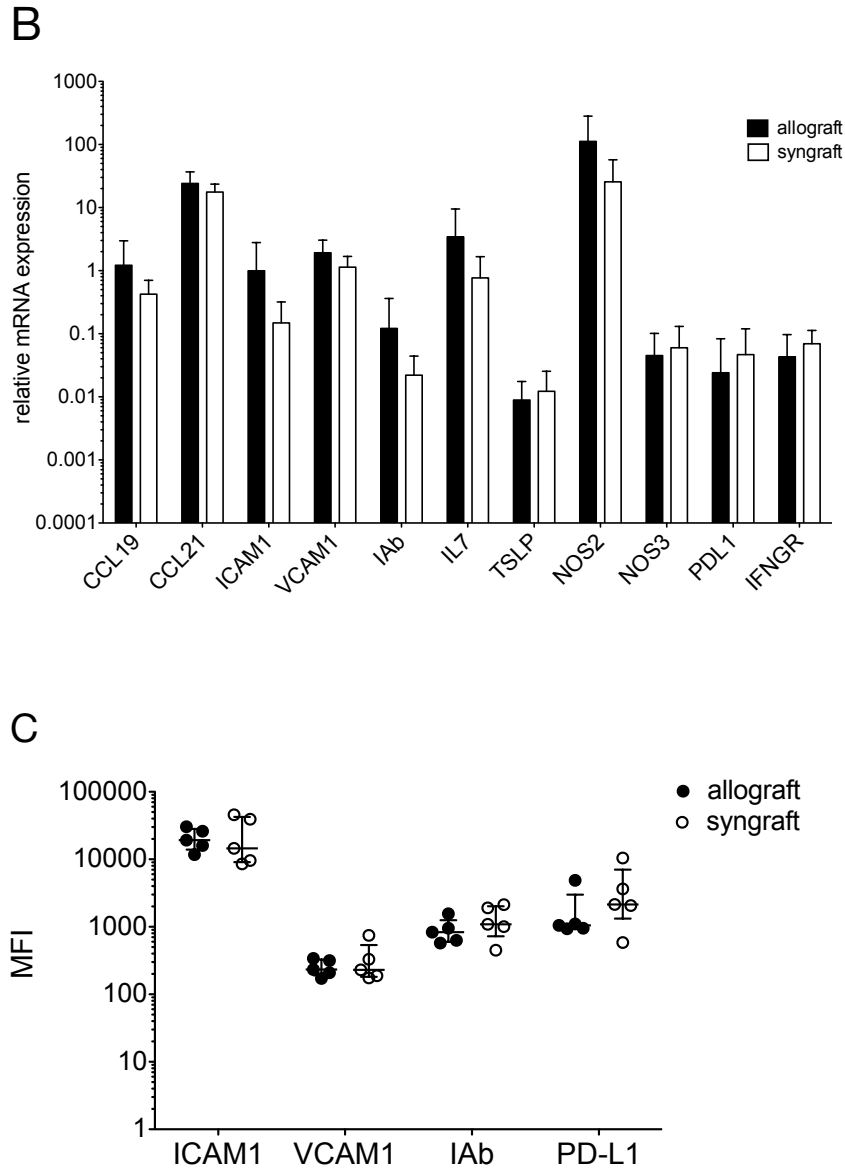 B
1000
100
10
1
0.1
0.01
0.001
0.0001
relative mRNA expression
allograft
syngraft
CCL19
CCL21
ICAM1
VCAM1
IAb
IL7
TSLP
NOS2
NOS3
PDL1
IFNGR
C
100000
10000
1000
100
10
1
MFI
allograft
syngraft
ICAM1
VCAM1
IAb
PD-L1